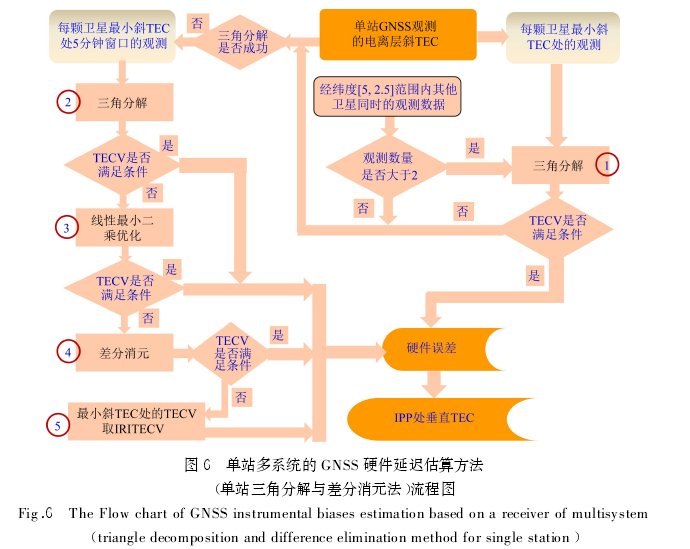 每颗卫星最小斜TEC
处5分钟窗口的观测
否
三角分解
是否成功
单站GNSS观测
的电离层斜TEC
每颗卫星最小斜
TEC处的观测
经纬度[5, 2.5]范围内其他
卫星同时的观测数据
② 三角分解
是
观测数量
是否大于2
是
三角分解 ①
TECV是否
满足条件
否
否
否
③ 线性最小二
乘优化
TECV是否
满足条件
TECV是否
满足条件
是
是
否
④ 差分消元
TECV
是否满
足条件
是
硬件误差
否
⑤ 最小斜TEC处的TECV
取IRITECV
IPP处垂直TEC
图 6 单站多系统的 GNSS 硬件延迟估算方法
(单站三角分解与差分消元法 )流程图
Fig .6 The Flow chart of GNSS instrumental biases estimation based on a receiver of multisystem
(triangle decomposition and difference elimination method for single station )